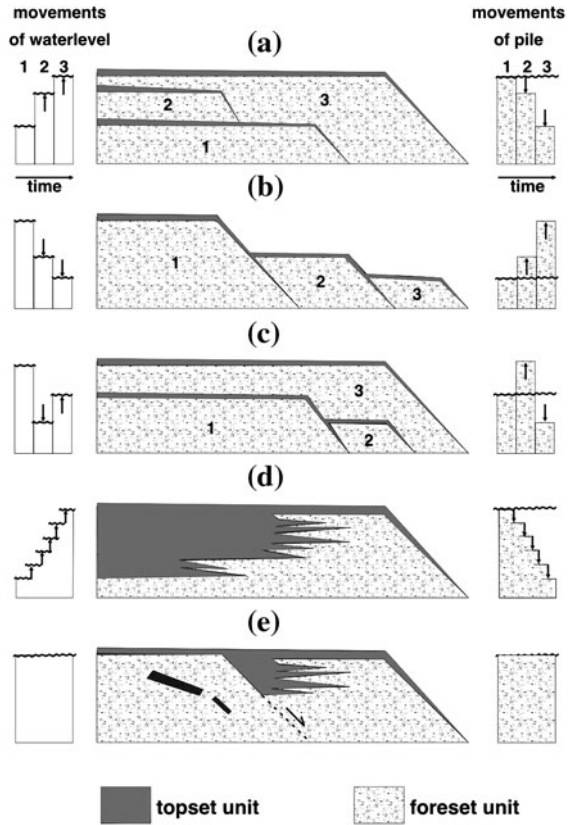 movements
of waterlevel
1 2 3
time
(a)
2
3
1
movements
of pile
1 2 3
time
(b)
1
2
3
(c)
3
1
2
(d)
(e)
topset unit
foreset unit